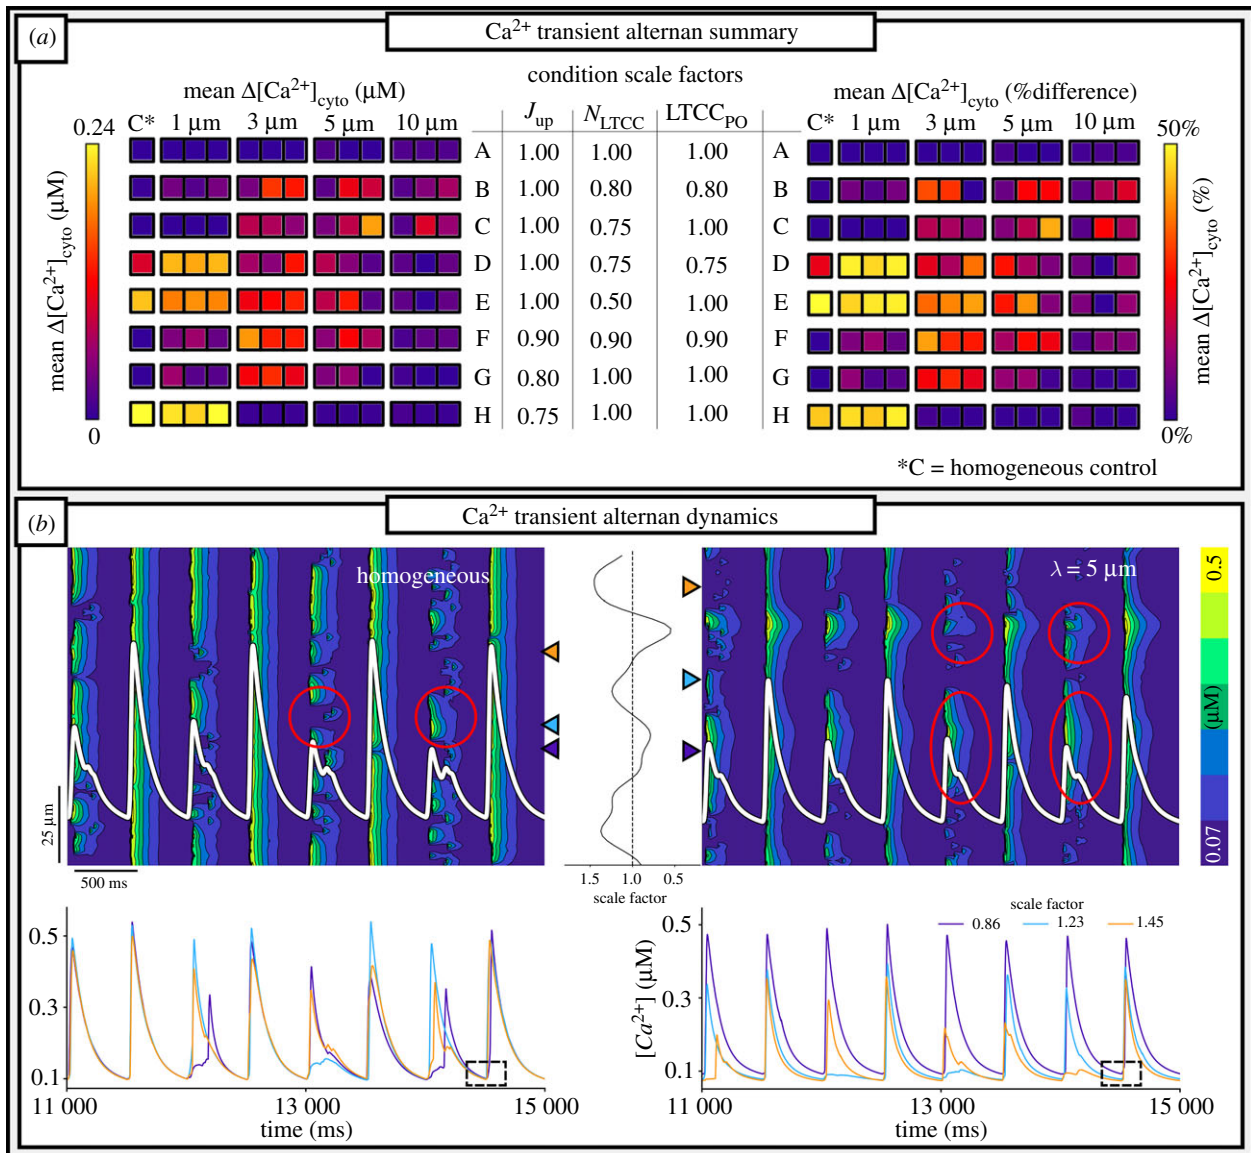 (a)
Ca2+ transient alternan summary
mean Δ[Ca2+]cyto (μM)
condition scale factors
mean Δ[Ca2+]cyto (%difference)
0.24
C* 1 μm 3 μm 5 μm 10 μm
Jup NLTCC LTCCPO
C* 1 μm 3 μm 5 μm 10 μm
50%
mean Δ[Ca2+]cyto (μM)
mean Δ[Ca2+]cyto (%)
A 1.00 1.00 1.00 A
B 1.00 0.80 0.80 B
C 1.00 0.75 1.00 C
D 1.00 0.75 0.75 D
E 1.00 0.50 1.00 E
F 0.90 0.90 0.90 F
G 0.80 1.00 1.00 G
H 0.75 1.00 1.00 H
0
0%
*C = homogeneous control
(b)
Ca2+ transient alternan dynamics
homogeneous
λ = 5 μm
0.5
(μM)
0.07
25 μm
500 ms
1.5 1.0 0.5
scale factor
scale factor
0.86 1.23 1.45
0.5
0.3
0.1
11 000 13 000 15 000
time (ms)
[Ca2+] (μM)
0.5
0.3
0.1
11 000 13 000 15 000
time (ms)